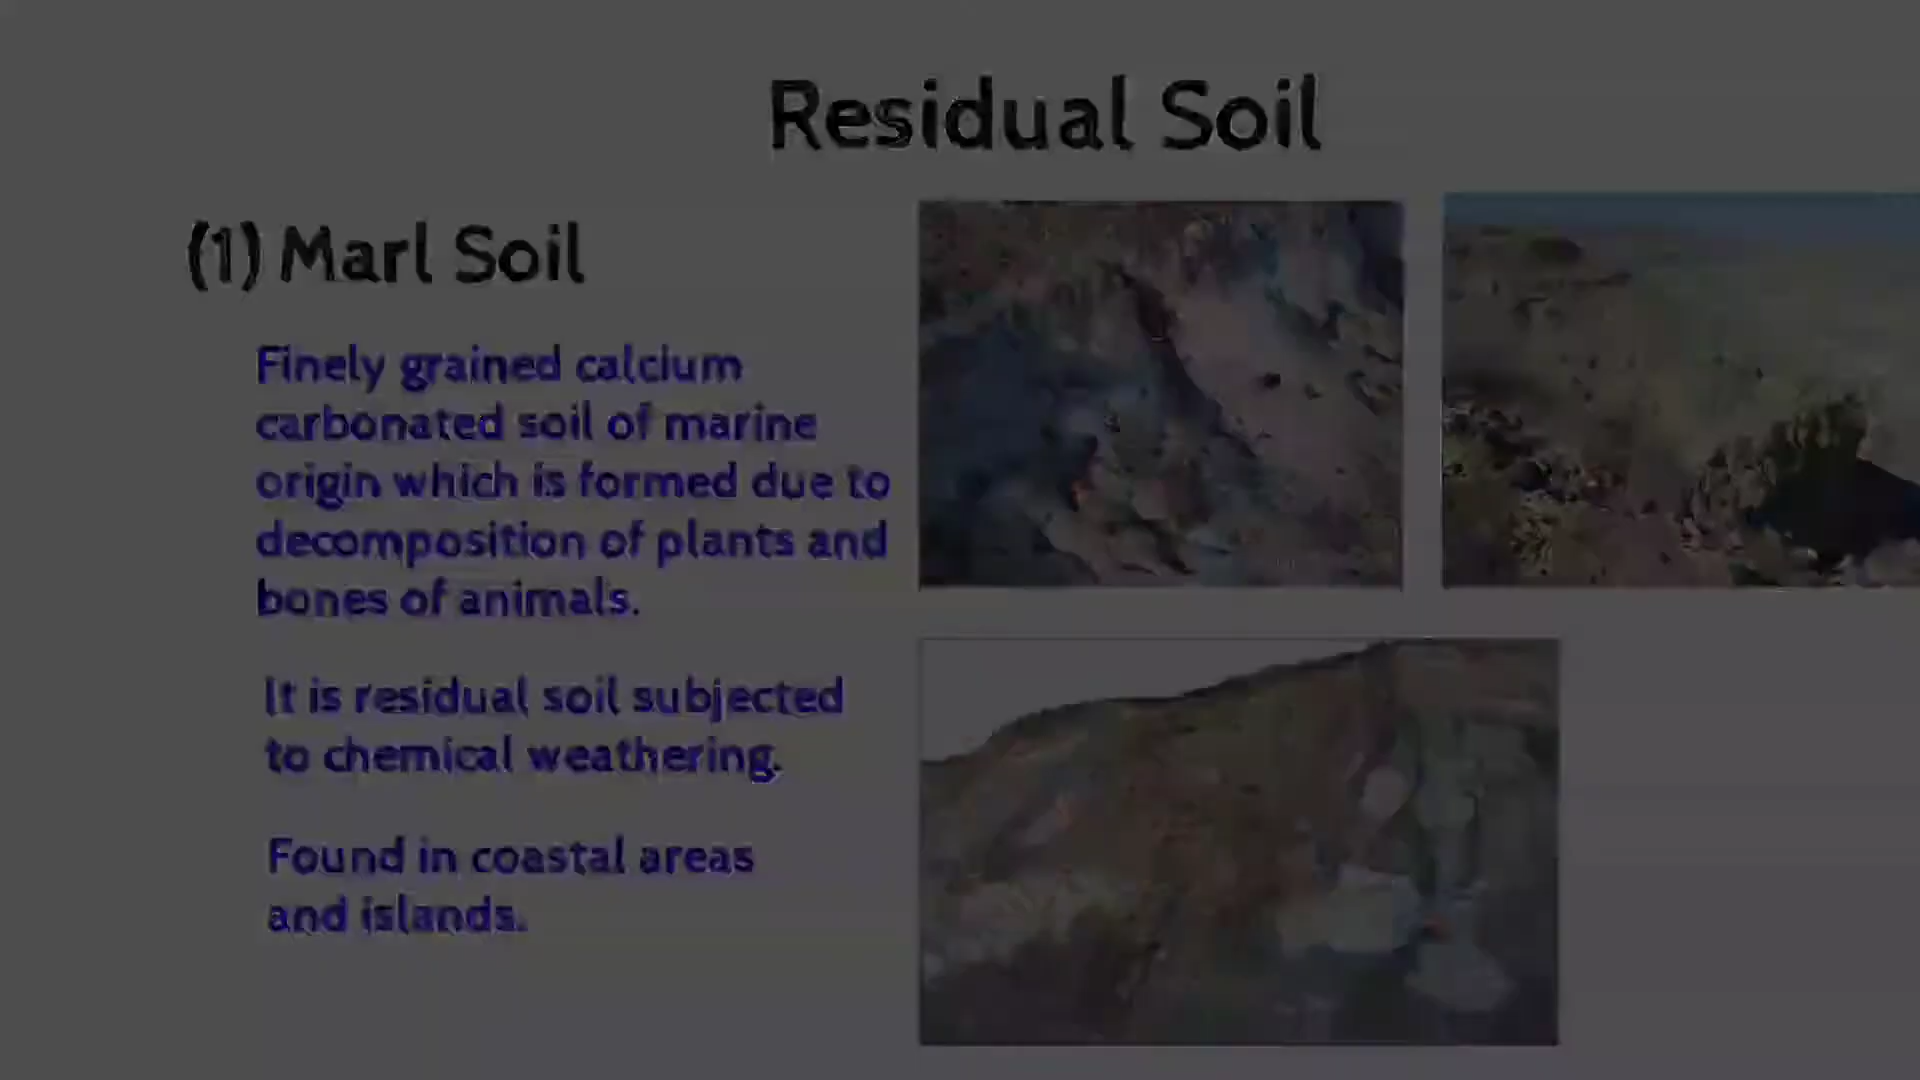 Residual Soil
(1) Marl Soil
Finely grained calcium
carbonated soil of marine
origin which is formed due to
decomposition of plants and
bones of animals.
It is residual soil subjected
to chemical weathering.
Found in coastal areas
and islands.